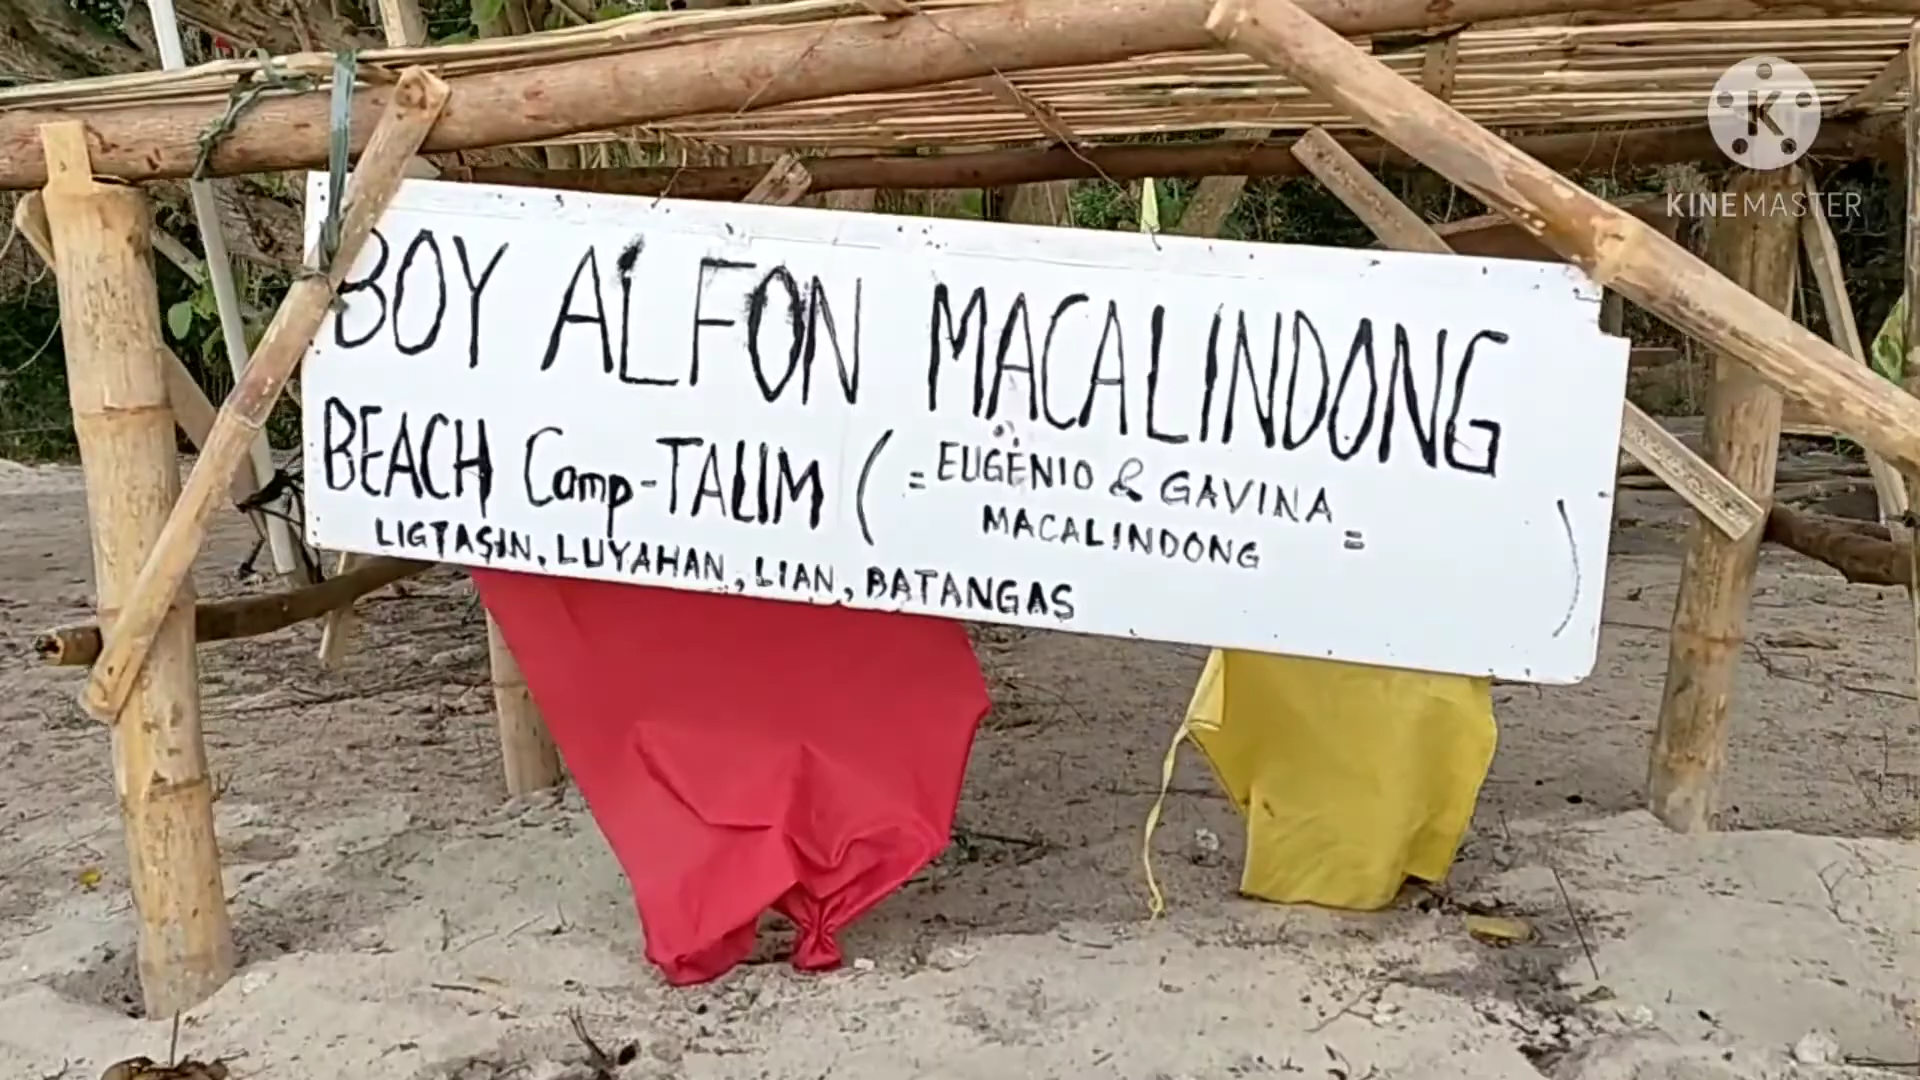 BOY ALFON MACALINDONG
BEACH Camp-TALIM ( = EUGENIO & GAVINA
MACALINDONG = )
LIGTASIN, LUYAHAN, LIAN, BATANGAS
K
KINEMASTER